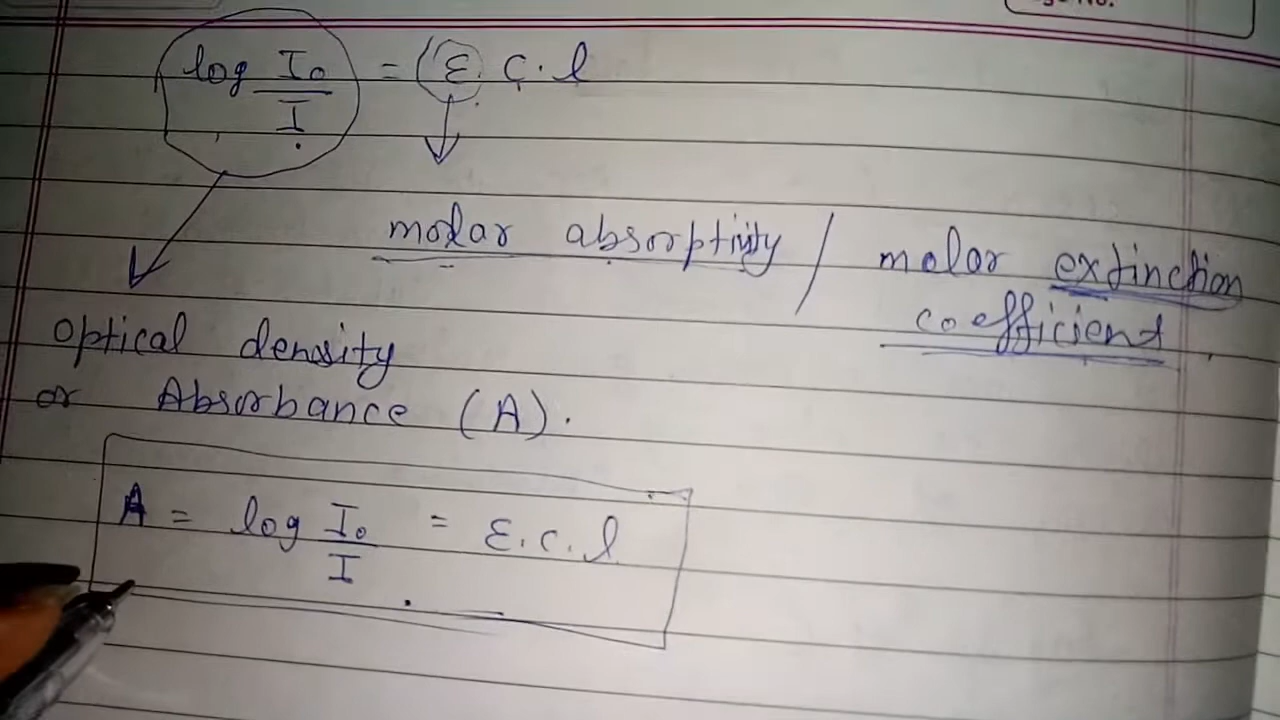 log I₀/I = (ε. c. l
molar absorptivity / molar extinction
coefficient
optical density
or Absorbance (A).
A = log I₀/I = ε.c.l